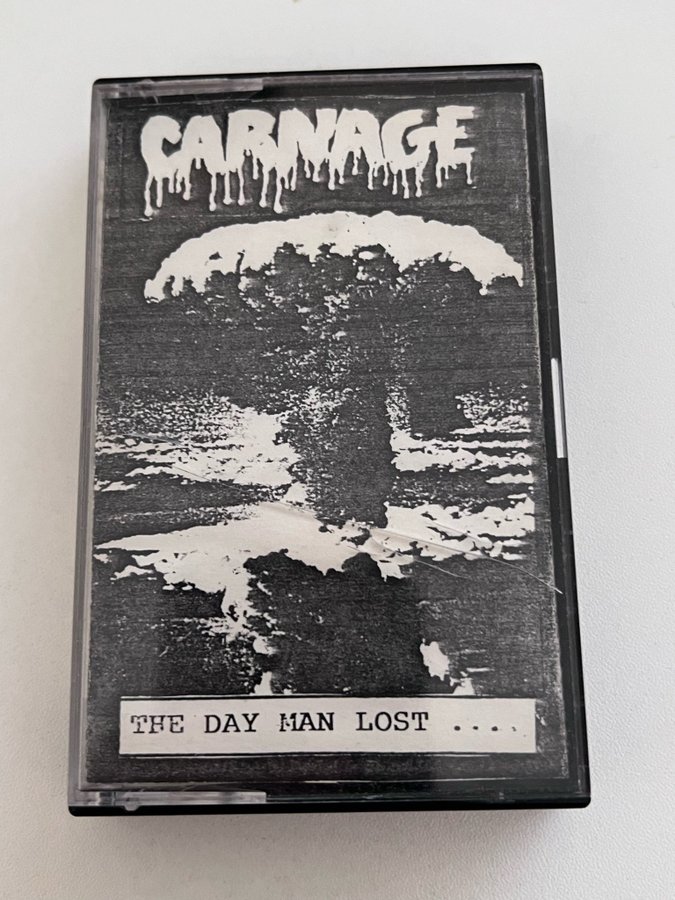 CARNAGE
THE DAY MAN LOST ....